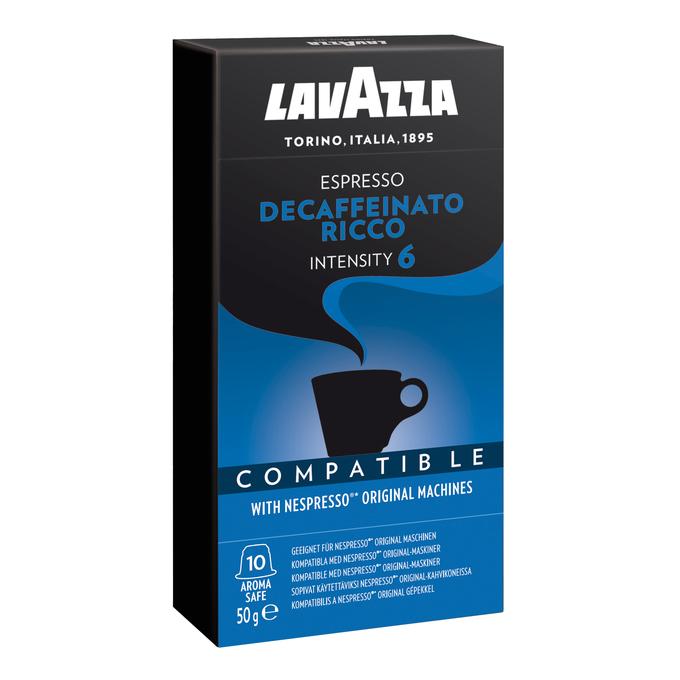 LAVAZZA
LAVAZZA
TORINO, ITALIA, 1895
ESPRESSO
DECAFFEINATO
RICCO
INTENSITY 6
COMPATIBLE
WITH NESPRESSO®* ORIGINAL MACHINES
10
AROMA
SAFE
50 g ℮
GEEIGNET FÜR NESPRESSO®* ORIGINAL MASCHINEN
KOMPATIBLA MED NESPRESSO®* ORIGINAL-MASKINER
KOMPATIBLE MED NESPRESSO®* ORIGINAL-MASKINER
SOPIVAT KÄYTETTÄVIKSI NESPRESSO®* ORIGINAL-KAHVIKONEISSA
KOMPATIBILIS A NESPRESSO®* ORIGINAL GÉPEKKEL